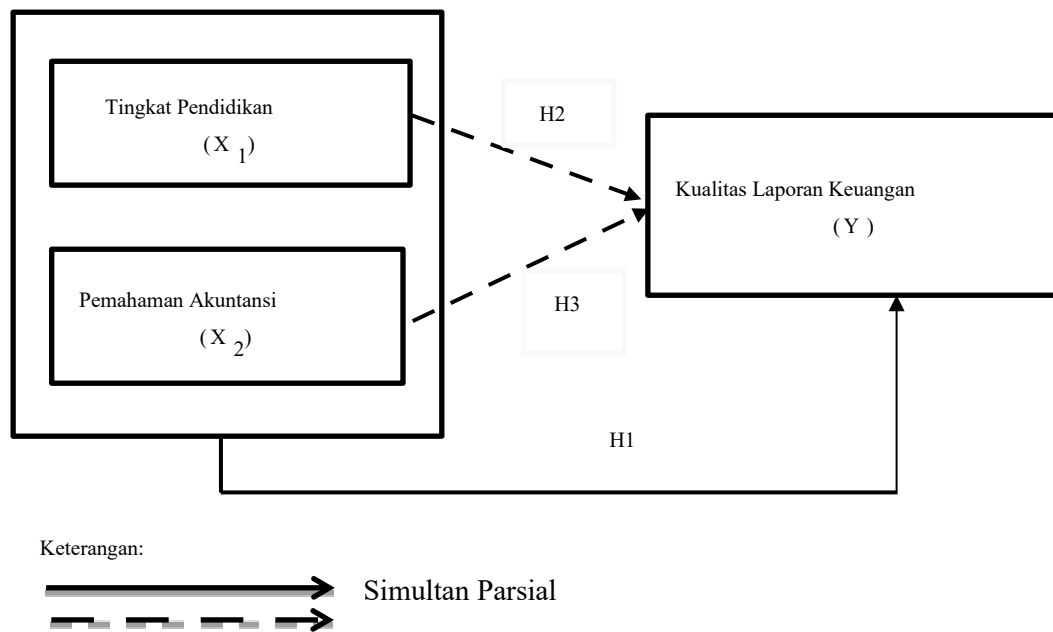 Tingkat Pendidikan
(X 1)
H2
Kualitas Laporan Keuangan
(Y )
Pemahaman Akuntansi
(X 2)
H3
H1
Keterangan:
Simultan Parsial